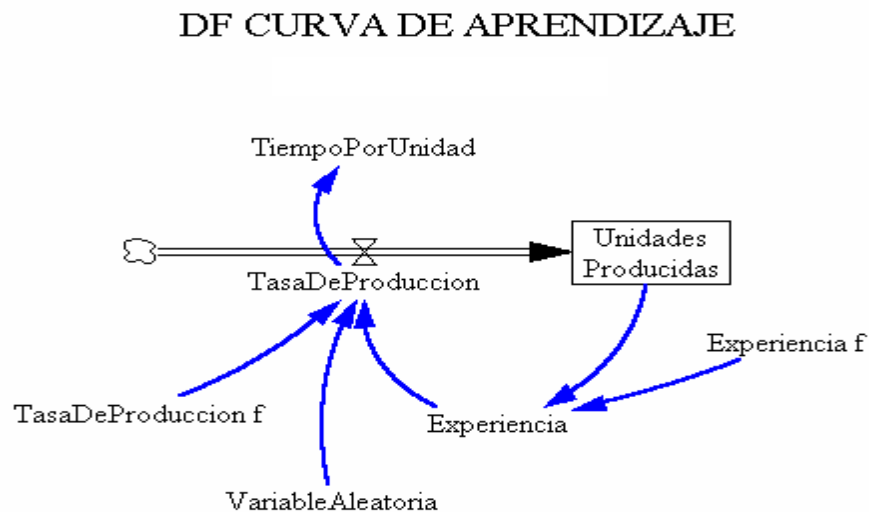 DF CURVA DE APRENDIZAJE
TiempoPorUnidad
Unidades
Producidas
TasaDeProduccion
Experiencia f
TasaDeProduccion f
Experiencia
VariableAleatoria